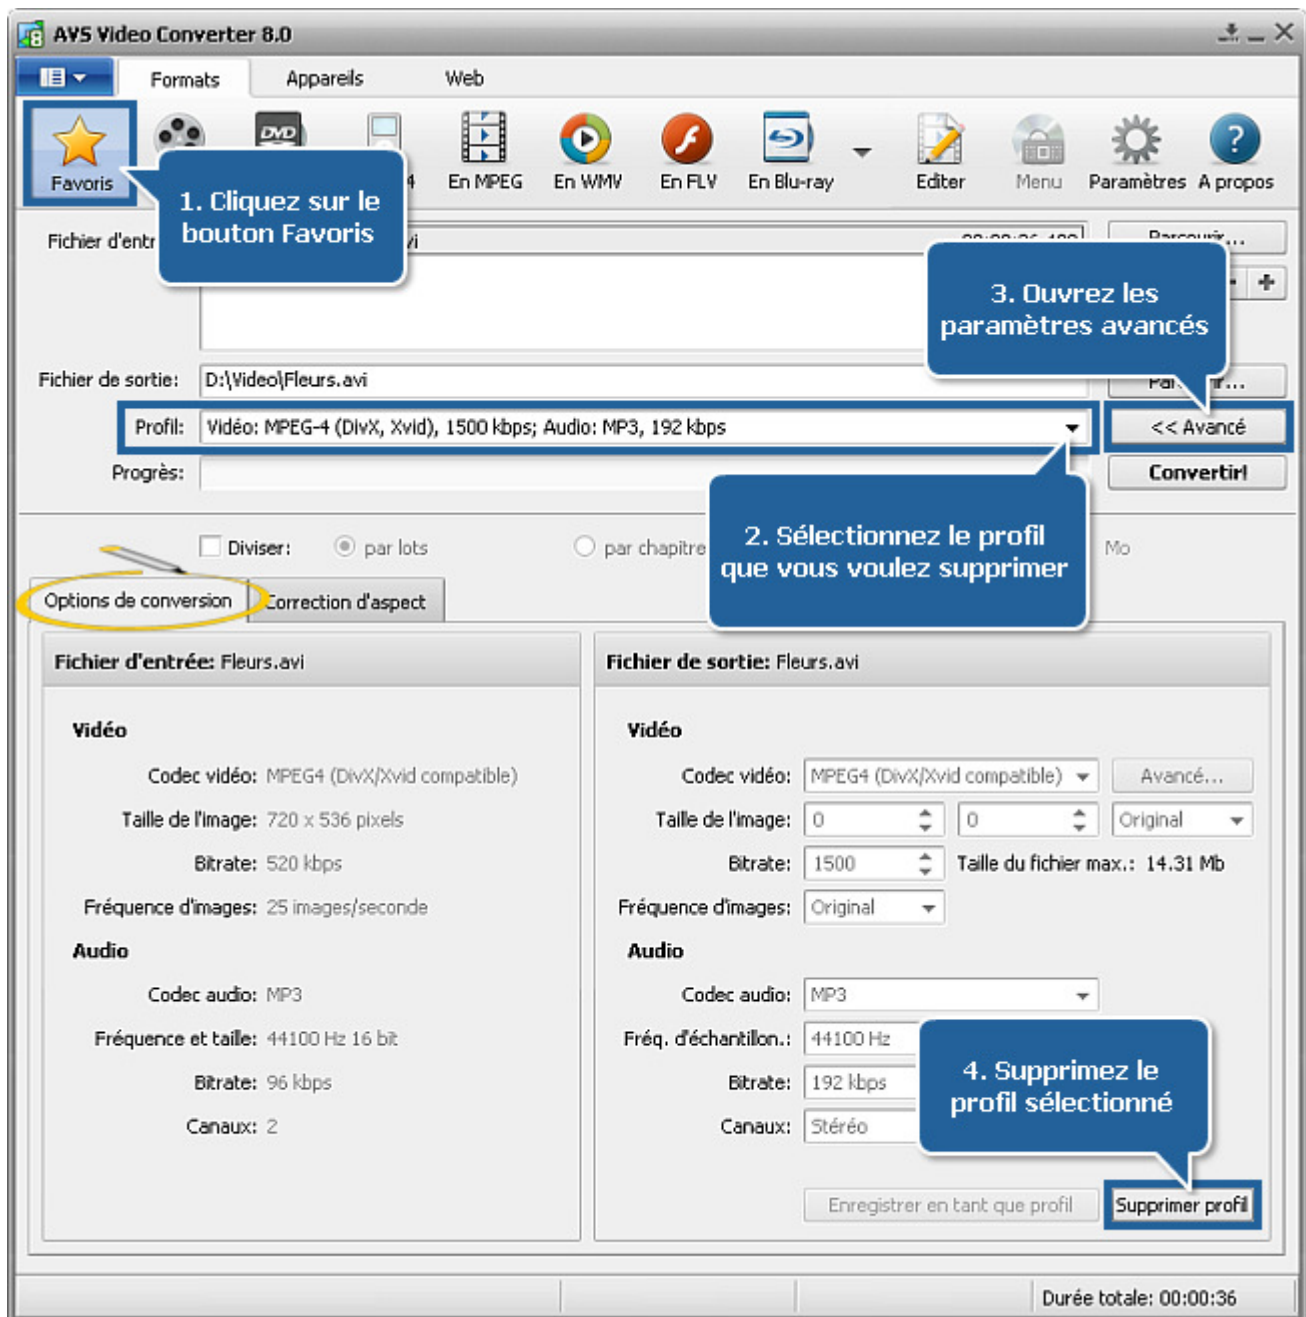 AVS Video Converter 8.0
Formats Appareils Web
DVD
Favoris 4 En MPEG En WMV En FLV En Blu-ray Editer Menu Paramètres A propos
1. Cliquez sur le
bouton Favoris
Fichier d'entr
3. Ouvrez les
paramètres avancés
Fichier de sortie: D:\Video\Fleurs.avi
Profil: Vidéo: MPEG-4 (DivX, Xvid), 1500 kbps; Audio: MP3, 192 kbps << Avancé
Progrès: Convertir!
2. Sélectionnez le profil
que vous voulez supprimer
Diviser: par lots par chapitre Mo
Options de conversion Correction d'aspect
Fichier d'entrée: Fleurs.avi
Vidéo
Codec vidéo: MPEG4 (DivX/Xvid compatible)
Taille de l'image: 720 x 536 pixels
Bitrate: 520 kbps
Fréquence d'images: 25 images/seconde
Audio
Codec audio: MP3
Fréquence et taille: 44100 Hz 16 bit
Bitrate: 96 kbps
Canaux: 2
Fichier de sortie: Fleurs.avi
Vidéo
Codec vidéo: MPEG4 (DivX/Xvid compatible) Avancé...
Taille de l'image: 0 0 Original
Bitrate: 1500 Taille du fichier max.: 14.31 Mb
Fréquence d'images: Original
Audio
Codec audio: MP3
Fréq. d'échantillon.: 44100 Hz
Bitrate: 192 kbps
Canaux: Stéréo
4. Supprimez le
profil sélectionné
Enregistrer en tant que profil Supprimer profil
Durée totale: 00:00:36